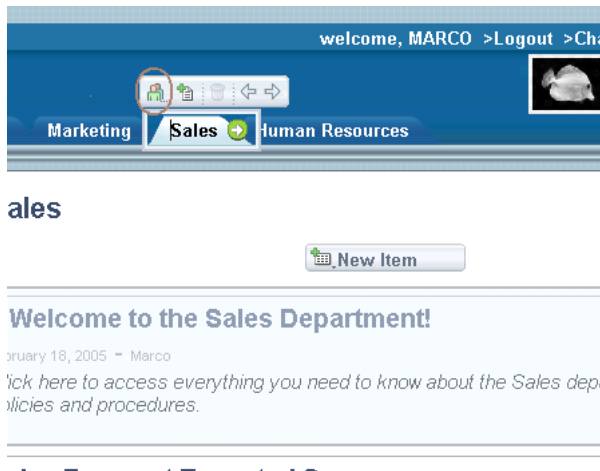 welcome, MARCO >Logout >Cha
Marketing Sales Human Resources
ales
New Item
Welcome to the Sales Department!
bruary 18, 2005 - Marco
lick here to access everything you need to know about the Sales depa
olicies and procedures.